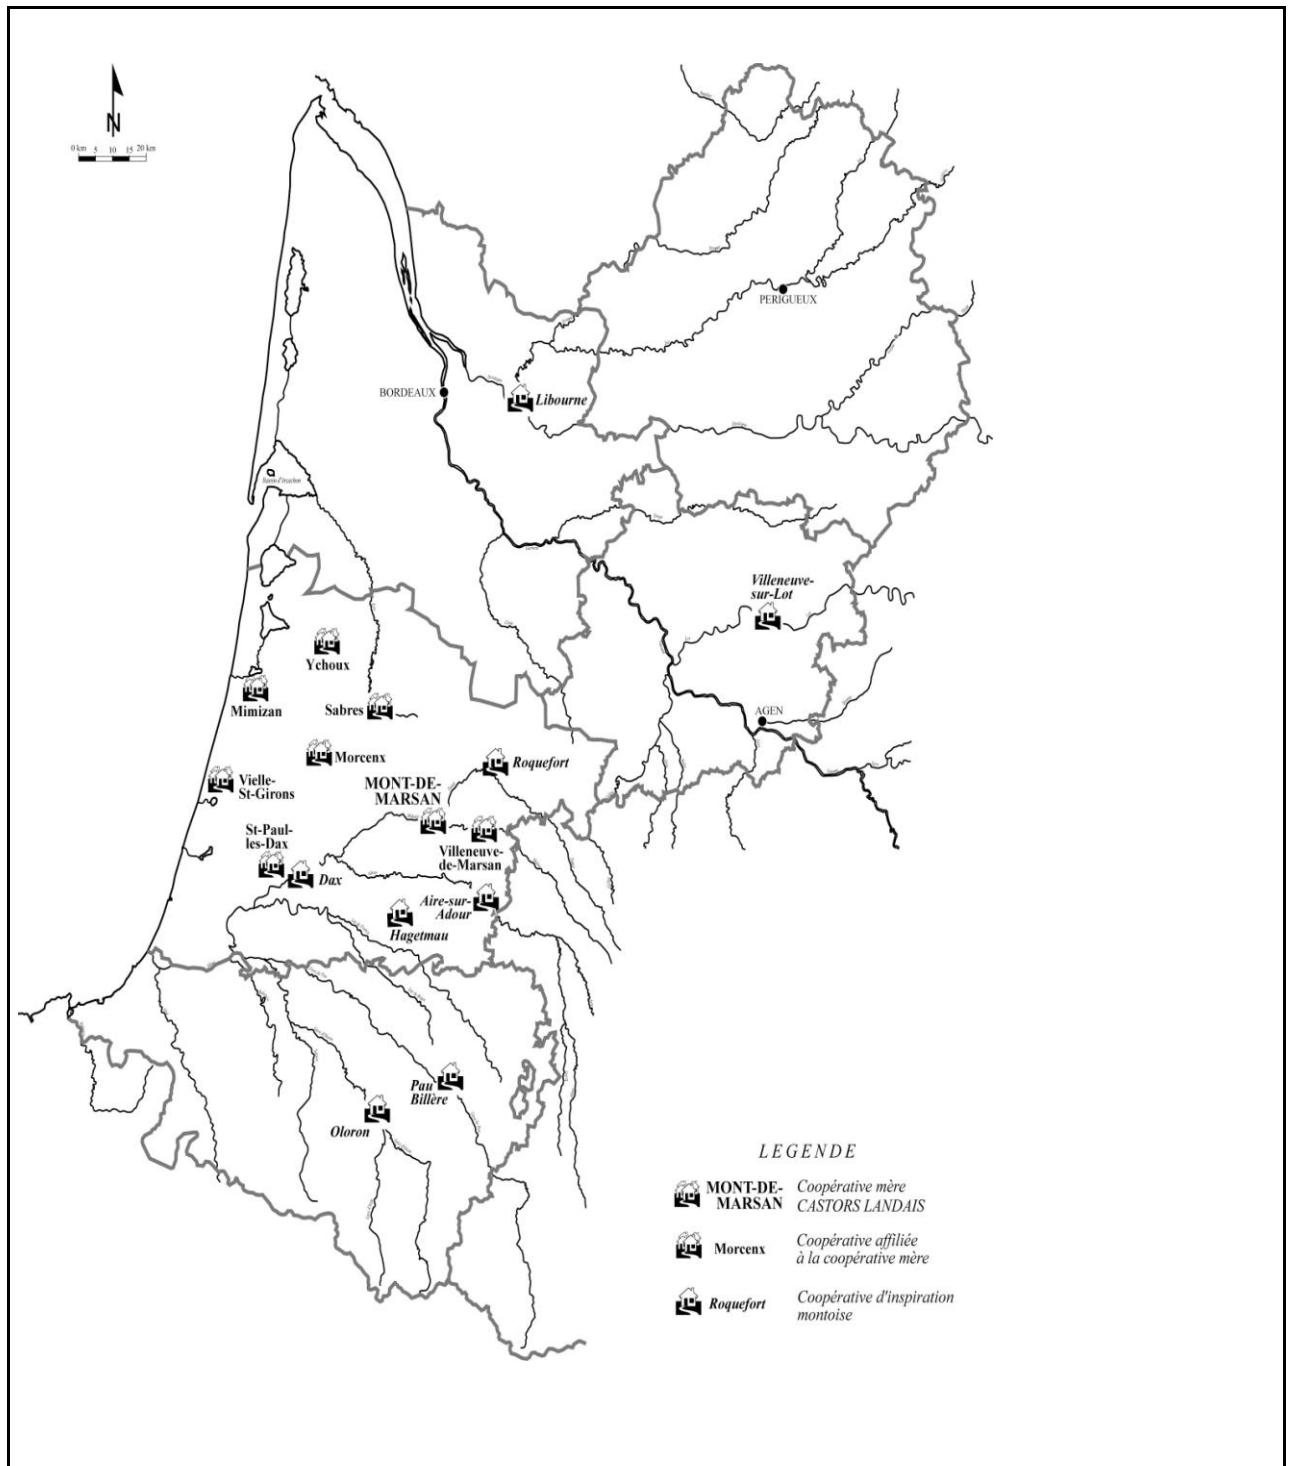 N
0 km 5 10 15 20 km
PERIGUEUX
BORDEAUX
Libourne
Bassin d'Arcachon
Villeneuve-
sur-Lot
Ychoux
Mimizan
Sabres
AGEN
Morcenx
Roquefort
Vielle-
St-Girons
MONT-DE-
MARSAN
St-Paul-
les-Dax
Villeneuve-
de-Marsan
Dax
Aire-sur-
Adour
Hagetmau
Pau
Billère
Oloron
LEGENDE
MONT-DE-
MARSAN
Coopérative mère
CASTORS LANDAIS
Morcenx
Coopérative affiliée
à la coopérative mère
Roquefort
Coopérative d'inspiration
montoise